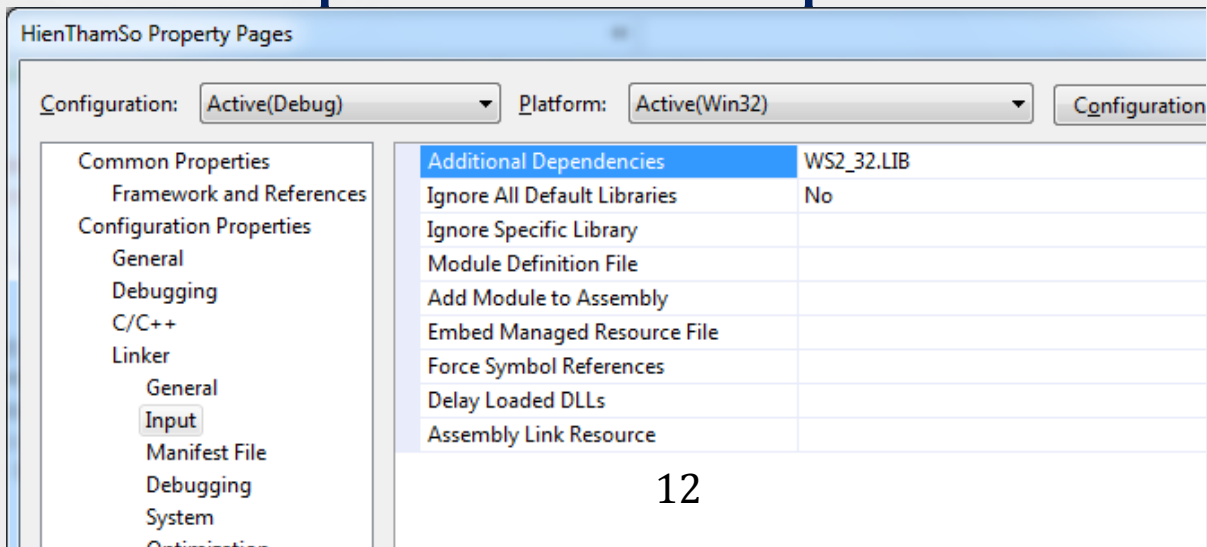 HienThamSo Property Pages
Configuration: Active(Debug) Platform: Active(Win32) Configuration
Common Properties
Framework and References
Configuration Properties
General
Debugging
C/C++
Linker
General
Input
Manifest File
Debugging
System
Optimization
Additional Dependencies WS2_32.LIB
Ignore All Default Libraries No
Ignore Specific Library
Module Definition File
Add Module to Assembly
Embed Managed Resource File
Force Symbol References
Delay Loaded DLLs
Assembly Link Resource
12